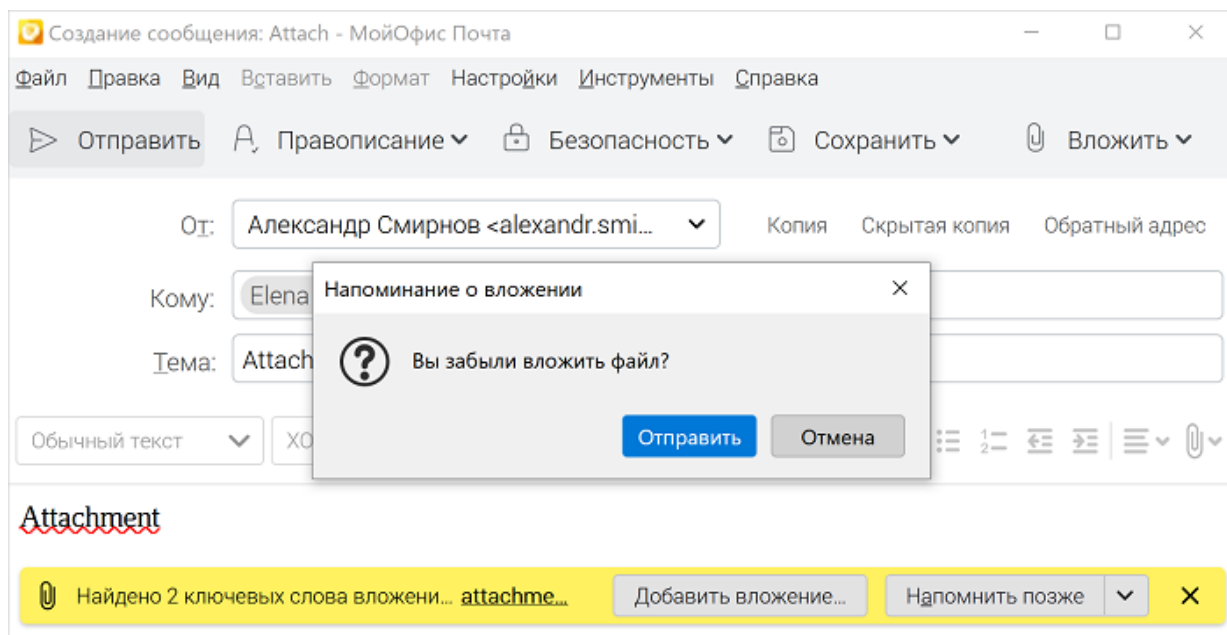 Создание сообщения: Attach - МойОфис Почта
Файл Правка Вид Вставить Формат Настройки Инструменты Справка
Отправить Правописание Безопасность Сохранить Вложить
От: Александр Смирнов <alexandr.smi... Копия Скрытая копия Обратный адрес
Кому: Elena
Напоминание о вложении
Тема: Attach
Вы забыли вложить файл?
Отправить Отмена
Обычный текст XO
Attachment
Найдено 2 ключевых слова вложени... attachme... Добавить вложение... Напомнить позже